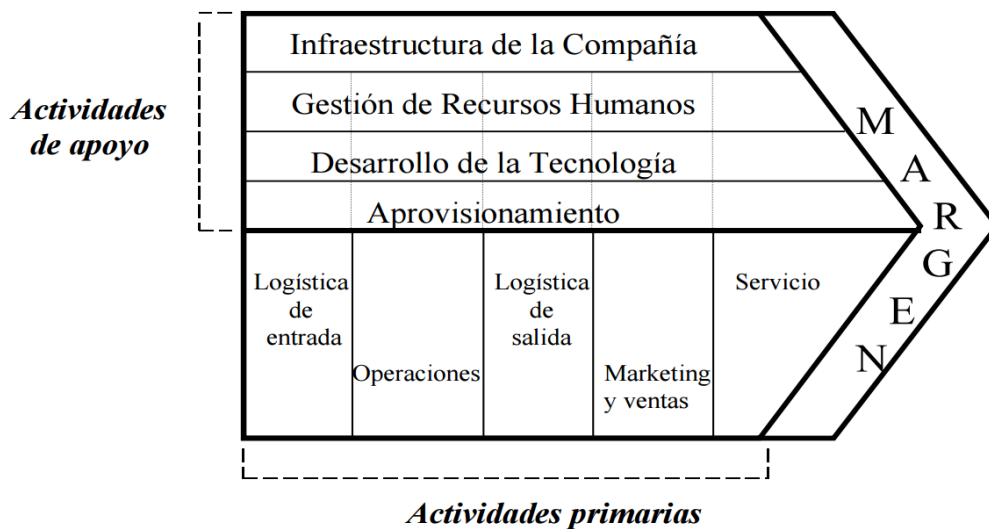 Infraestructura de la Compañía
Gestión de Recursos Humanos
Desarrollo de la Tecnología
Aprovisionamiento
Actividades
de apoyo
Logística
de
entrada
Operaciones
Logística
de
salida
Marketing
y ventas
Servicio
MARGEN
Actividades primarias